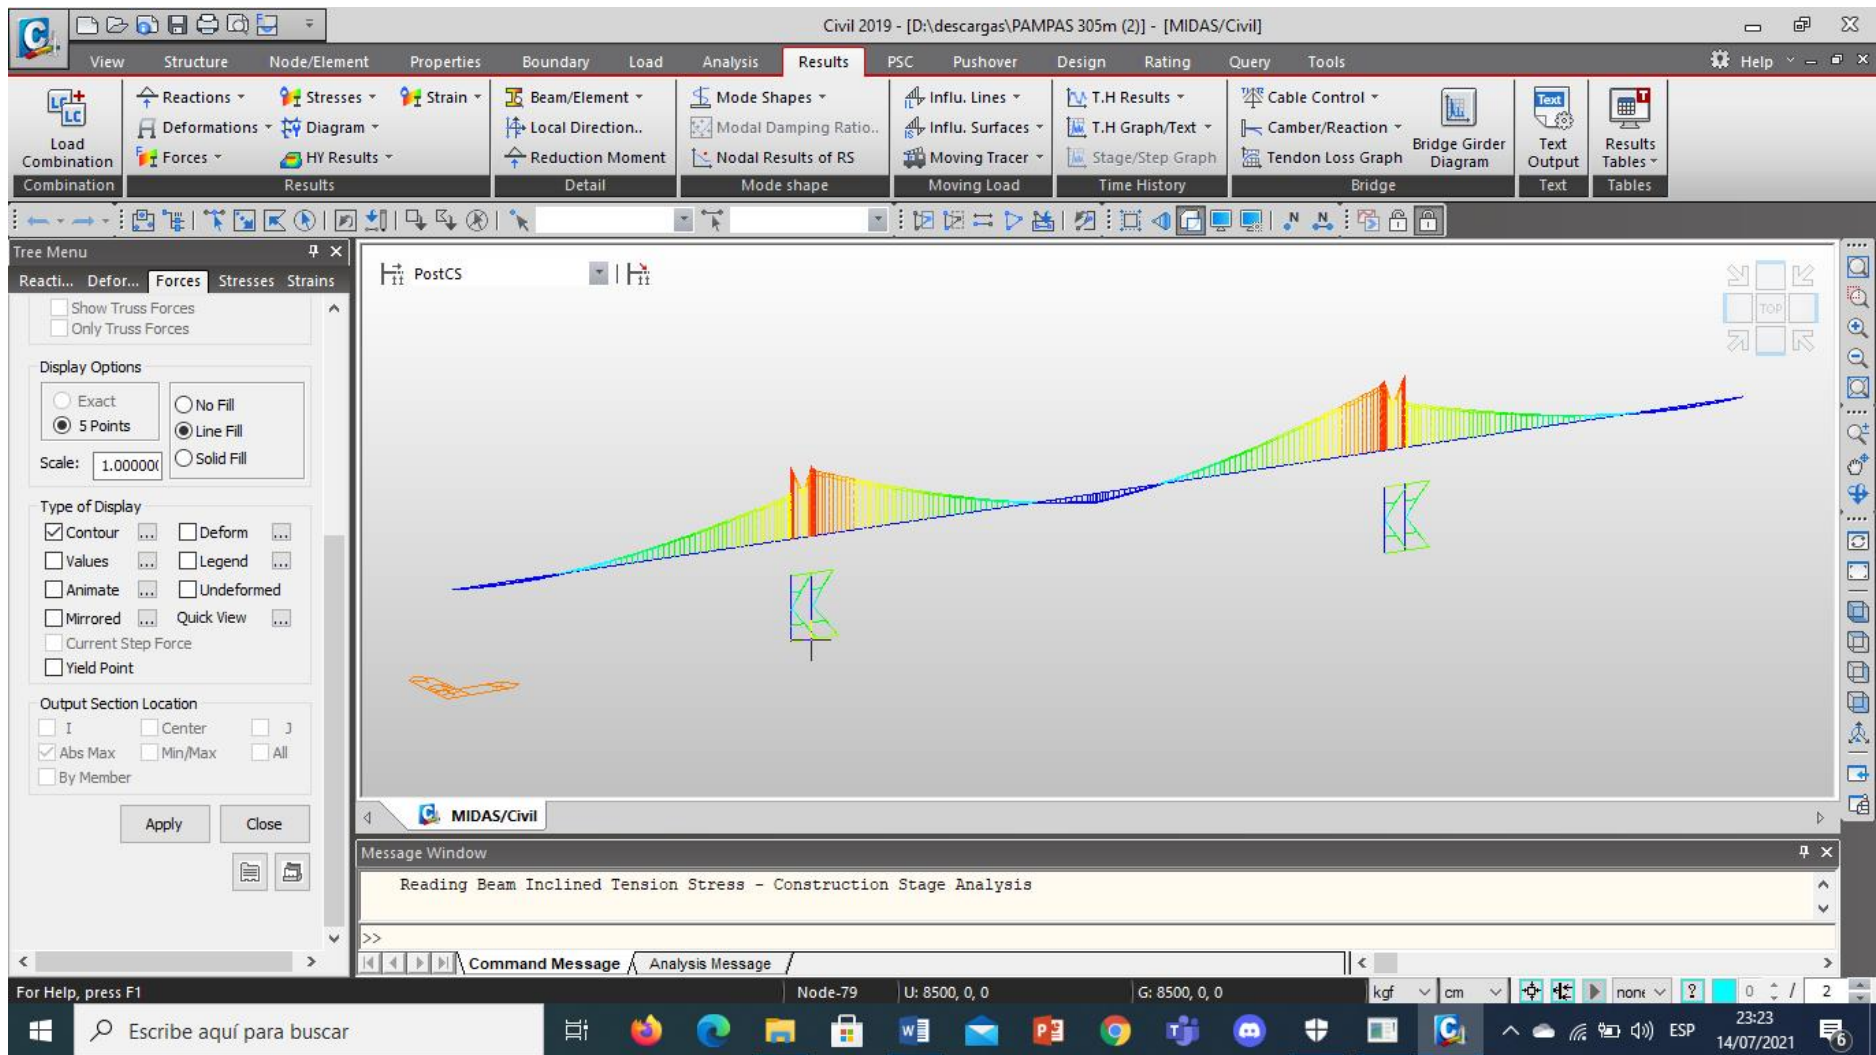 Civil 2019 - [D:\descargas\PAMPAS 305m (2)] - [MIDAS/Civil]
View Structure Node/Element Properties Boundary Load Analysis Results PSC Pushover Design Rating Query Tools Help
Reactions Stresses Strain Beam/Element Mode Shapes Influ. Lines T.H Results Cable Control
Deformations Diagram Local Direction.. Modal Damping Ratio.. Influ. Surfaces T.H Graph/Text Camber/Reaction
Forces HY Results Reduction Moment Nodal Results of RS Moving Tracer Stage/Step Graph Tendon Loss Graph
Load Combination
Bridge Girder Diagram
Text Output
Results Tables
Combination Results Detail Mode shape Moving Load Time History Bridge Text Tables
Tree Menu
Reacti... Defor... Forces Stresses Strains
PostCS
TOP
Show Truss Forces
Only Truss Forces
Display Options
Exact
5 Points
No Fill
Line Fill
Solid Fill
Scale: 1.00000
Type of Display
Contour ... Deform ...
Values ... Legend ...
Animate ... Undeformed
Mirrored ... Quick View ...
Current Step Force
Yield Point
Output Section Location
I Center J
Abs Max Min/Max All
By Member
Apply Close
MIDAS/Civil
Message Window
Reading Beam Inclined Tension Stress - Construction Stage Analysis
>>
Command Message Analysis Message
For Help, press F1 Node-79 U: 8500, 0, 0 G: 8500, 0, 0 kgf cm none ? 0 / 2
Escribe aquí para buscar
ESP
23:23
14/07/2021
6